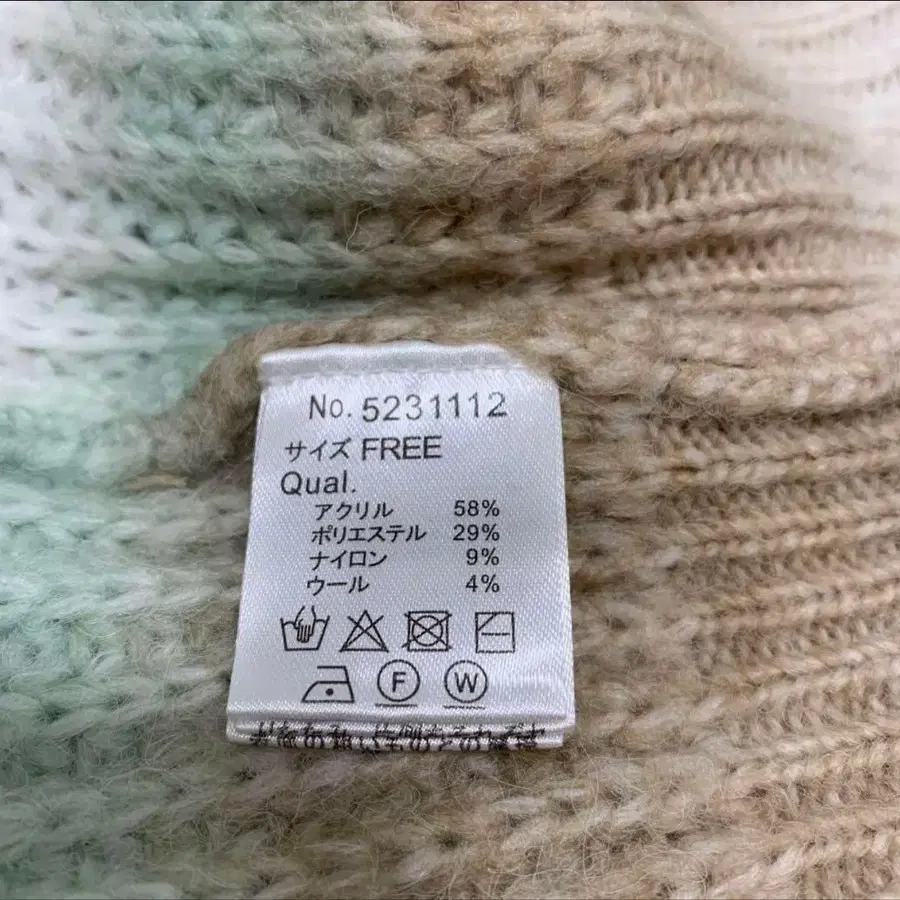 No. 5231112
サイズ FREE
Qual.
アクリル 58%
ポリエステル 29%
ナイロン 9%
ウール 4%
F W